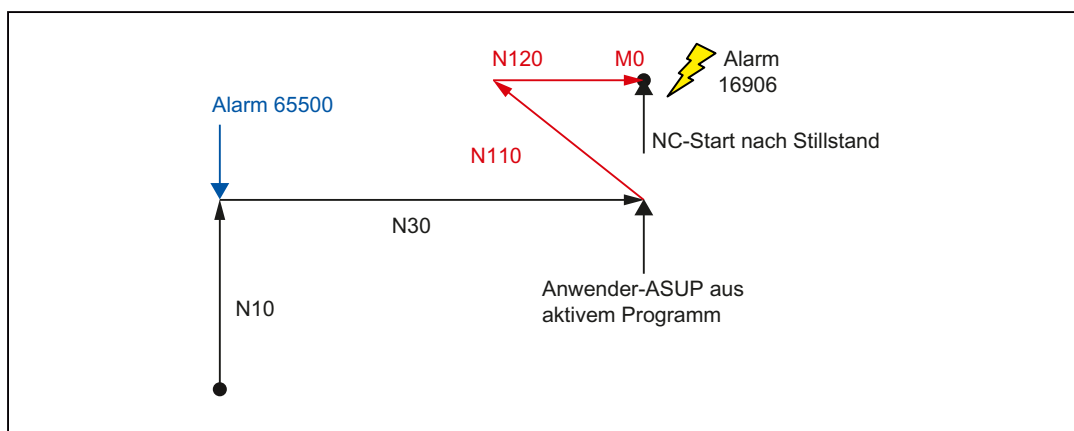 N120
M0
Alarm
16906
Alarm 65500
NC-Start nach Stillstand
N110
N30
N10
Anwender-ASUP aus
aktivem Programm